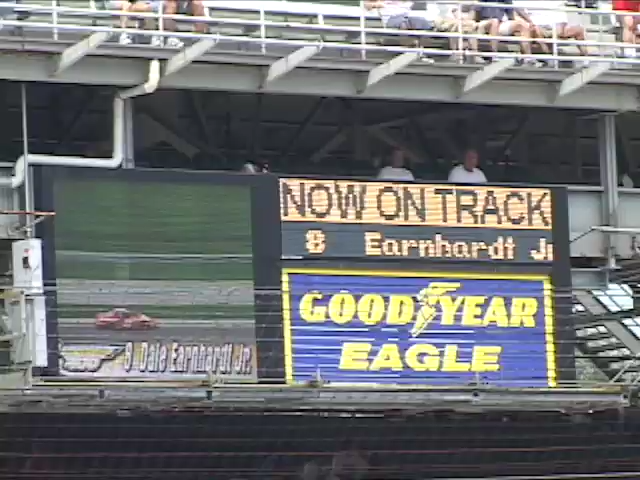 NOW ON TRACK
8 Earnhardt Jr
GOODYEAR
EAGLE
8 Dale Earnhardt Jr.